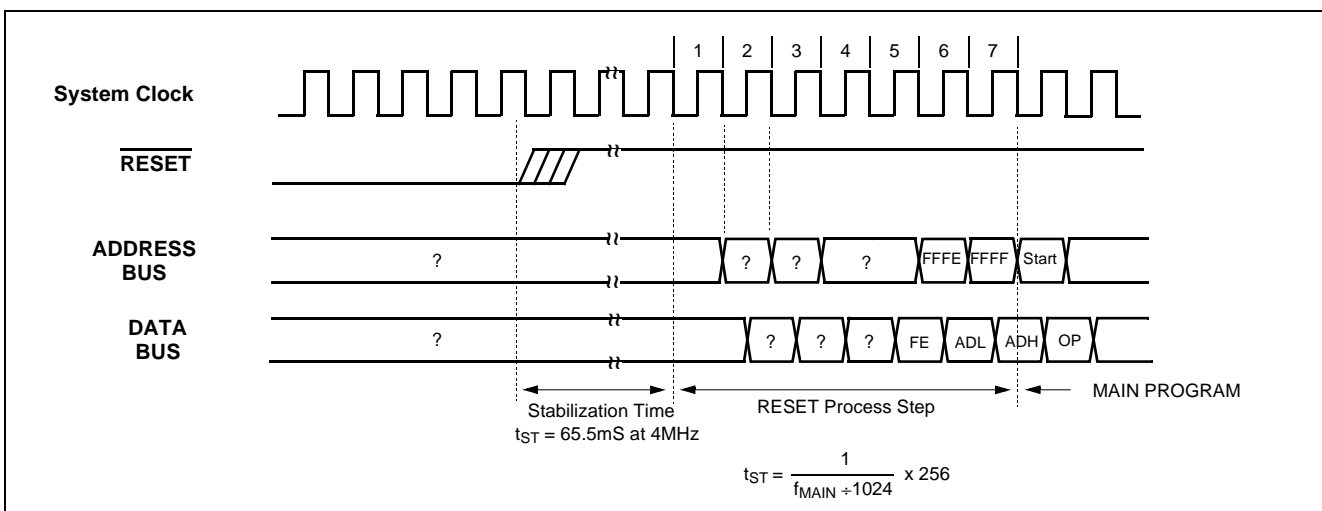 1 2 3 4 5 6 7
System Clock
RESET
ADDRESS
BUS
? ? ? ? FFFE FFFF Start
DATA
BUS
? ? ? ? FE ADL ADH OP
Stabilization Time
tST = 65.5mS at 4MHz
RESET Process Step
MAIN PROGRAM
tST = 1 / fMAIN ÷1024 x 256